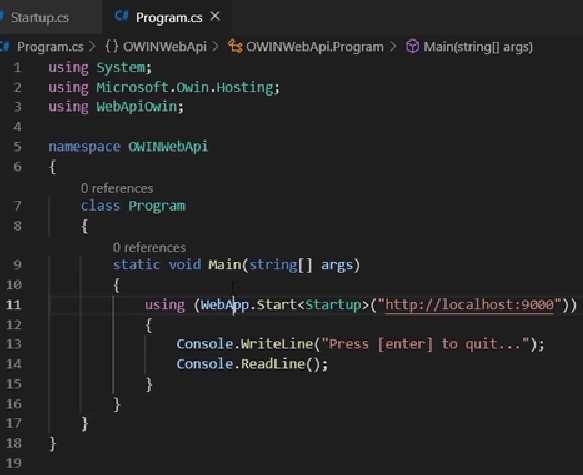 Startup.cs
C# Program.cs ×
C# Program.cs > {} OWINWebApi > OWINWebApi.Program > Main(string[] args)
1 using System;
2 using Microsoft.Owin.Hosting;
3 using WebApiOwin;
4
5 namespace OWINWebApi
6 {
0 references
7 class Program
8 {
0 references
9 static void Main(string[] args)
10 {
11 using (WebApp.Start<Startup>("http://localhost:9000"))
12 {
13 Console.WriteLine("Press [enter] to quit...");
14 Console.ReadLine();
15 }
16 }
17 }
18 }
19